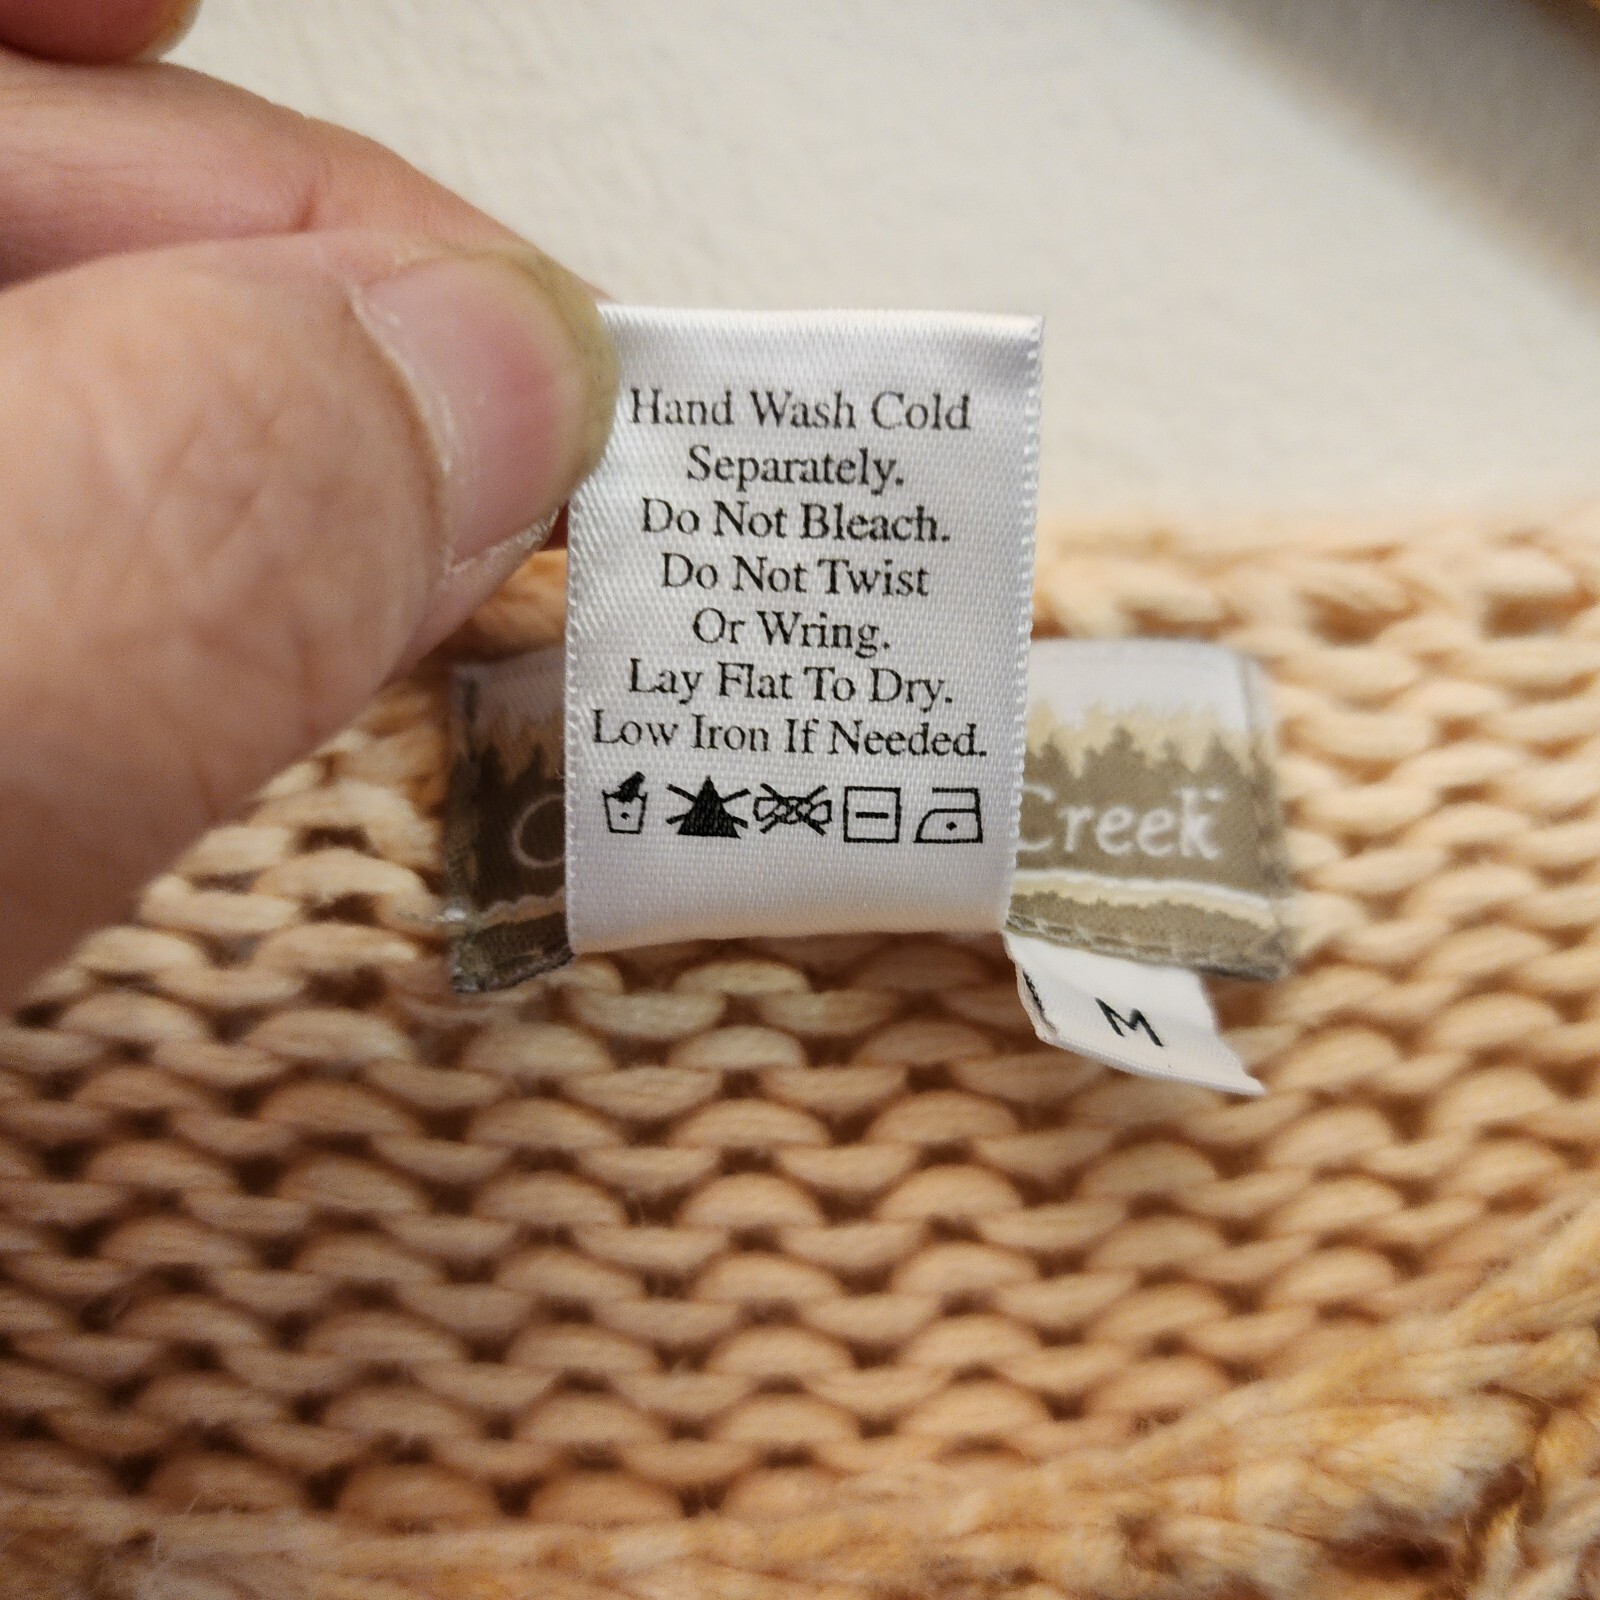 Hand Wash Cold
Separately.
Do Not Bleach.
Do Not Twist
Or Wring.
Lay Flat To Dry.
Low Iron If Needed.
Creek™
M